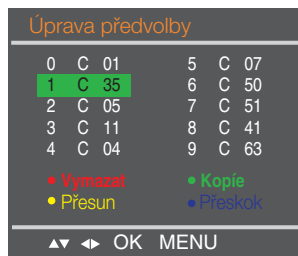 Úprava předvolby
0 C 01 5 C 07
1 C 35 6 C 50
2 C 05 7 C 51
3 C 11 8 C 41
4 C 04 9 C 63
• Vymazat • Kopíe
• Přesun • Přeskok
▲▼ ◀▶ OK MENU